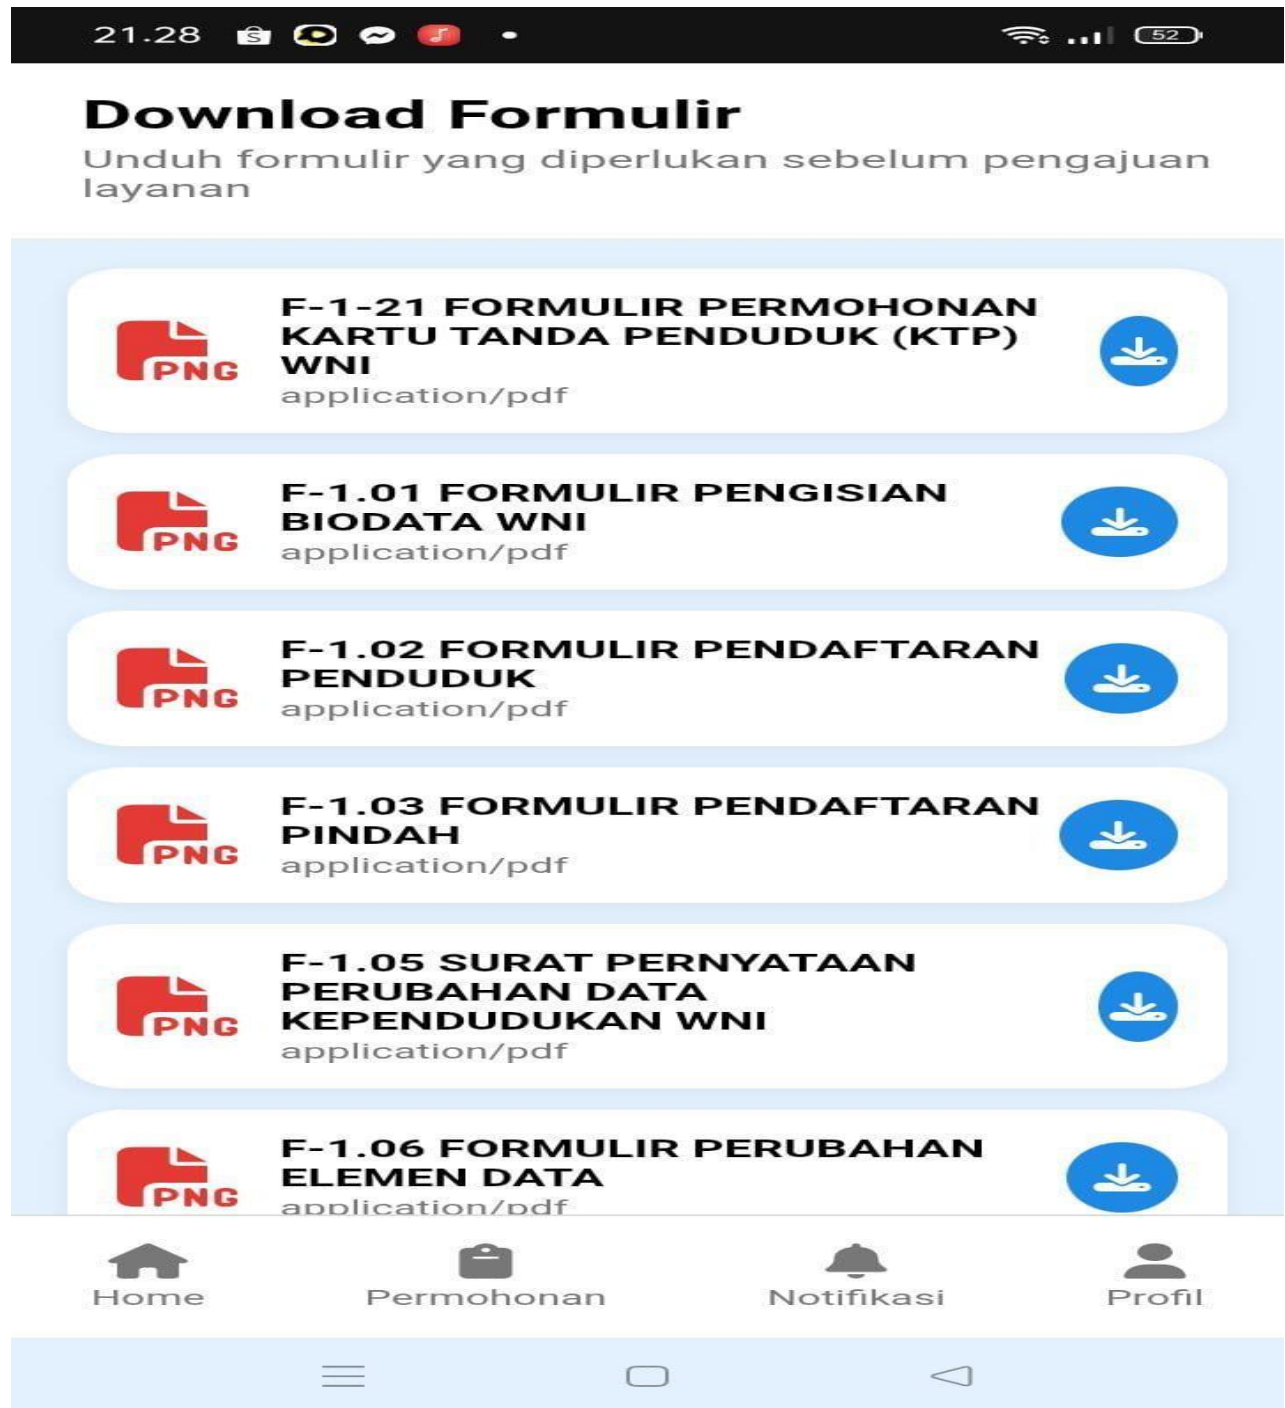 21.28
52
Download Formulir
Unduh formulir yang diperlukan sebelum pengajuan
layanan
F-1-21 FORMULIR PERMOHONAN
KARTU TANDA PENDUDUK (KTP)
WNI
application/pdf
PNG
F-1.01 FORMULIR PENGISIAN
BIODATA WNI
application/pdf
PNG
F-1.02 FORMULIR PENDAFTARAN
PENDUDUK
application/pdf
PNG
F-1.03 FORMULIR PENDAFTARAN
PINDAH
application/pdf
PNG
F-1.05 SURAT PERNYATAAN
PERUBAHAN DATA
KEPENDUDUKAN WNI
application/pdf
PNG
F-1.06 FORMULIR PERUBAHAN
ELEMEN DATA
application/pdf
PNG
Home
Permohonan
Notifikasi
Profil